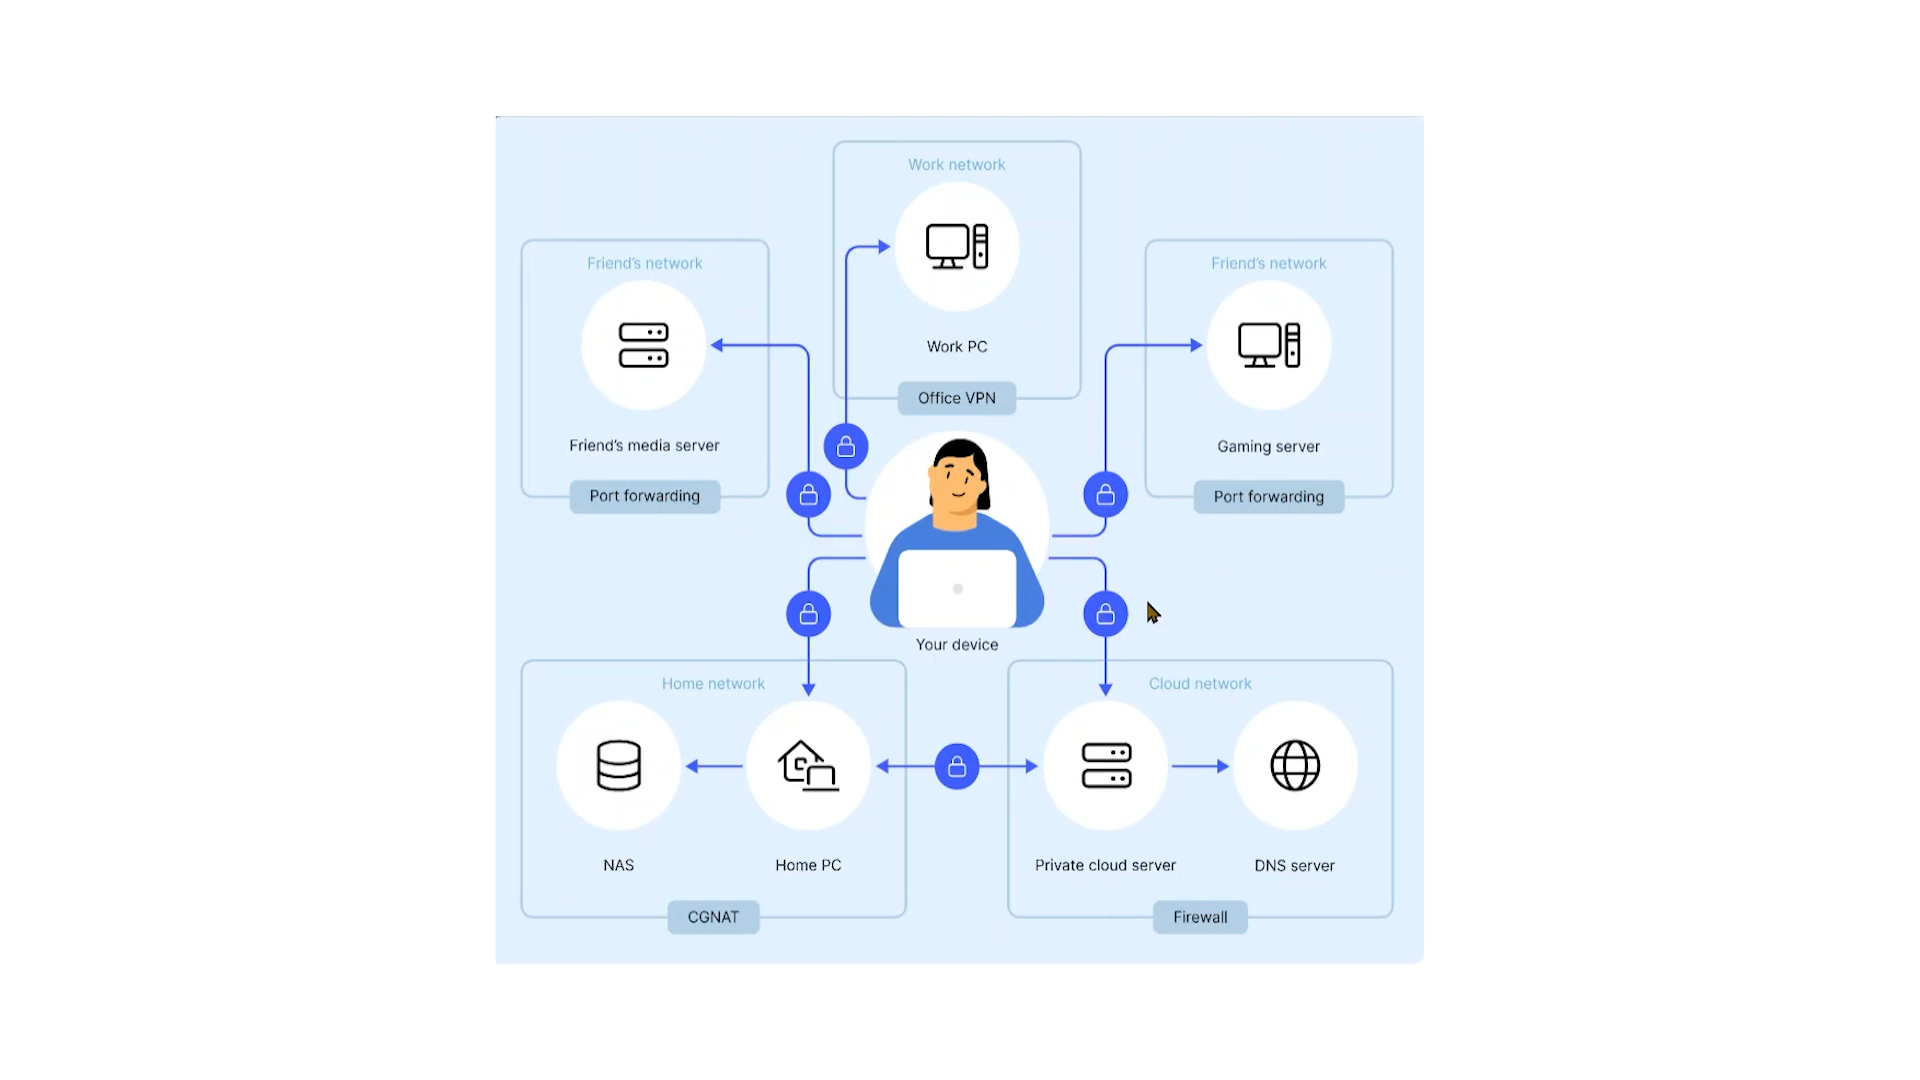 Work network
Work PC
Office VPN
Friend's network
Friend's media server
Port forwarding
Friend's network
Gaming server
Port forwarding
Your device
Home network
NAS
Home PC
CGNAT
Cloud network
Private cloud server
DNS server
Firewall